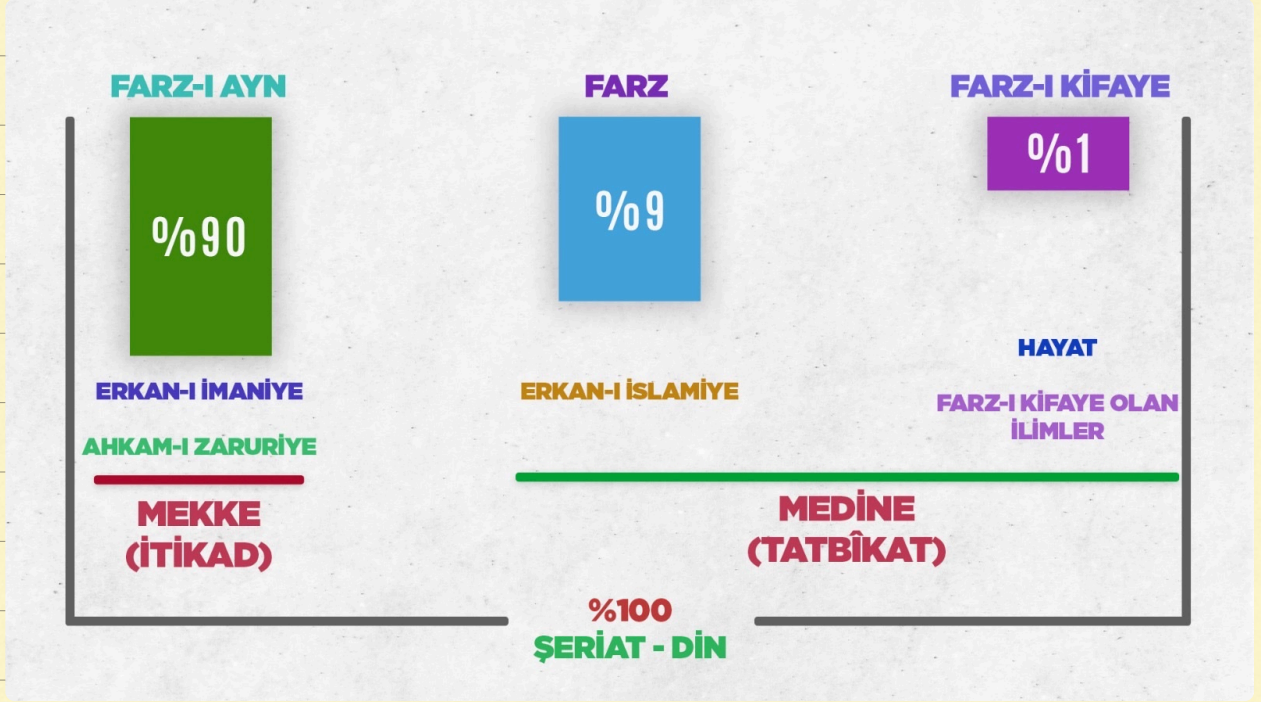 FARZ-I AYN
%90
ERKAN-I İMANİYE
AHKAM-I ZARURİYE
MEKKE
(İTİKAD)
FARZ
%9
ERKAN-I İSLAMİYE
FARZ-I KİFAYE
%1
HAYAT
FARZ-I KİFAYE OLAN
İLİMLER
MEDİNE
(TATBÎKAT)
%100
ŞERİAT - DİN